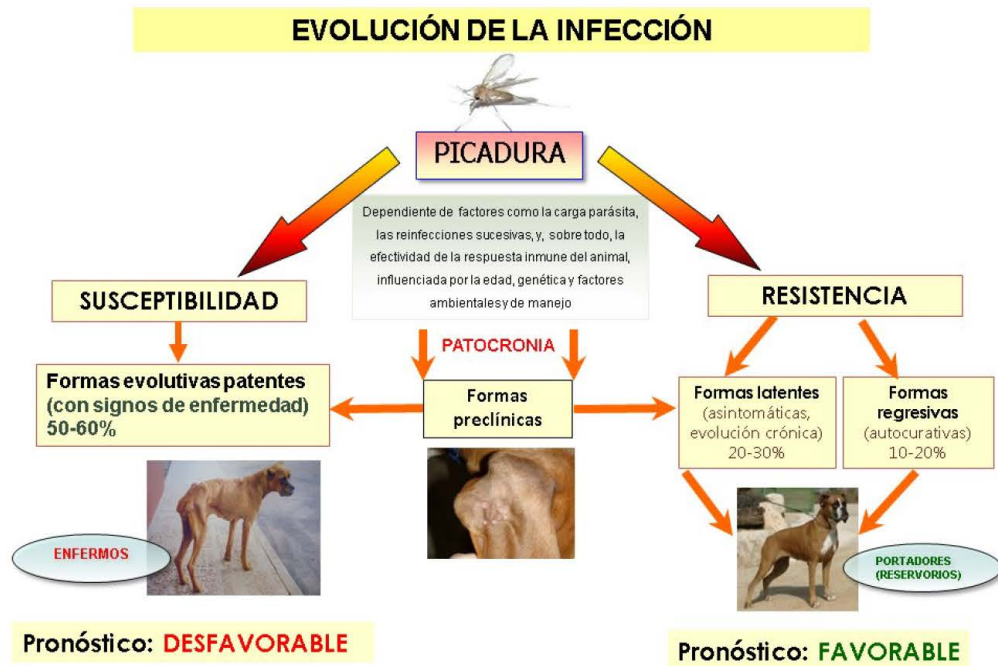 EVOLUCIÓN DE LA INFECCIÓN
PICADURA
Dependiente de factores como la carga parásita,
las reinfecciones sucesivas, y, sobre todo, la
efectividad de la respuesta inmune del animal,
influenciada por la edad, genética y factores
ambientales y de manejo
SUSCEPTIBILIDAD
RESISTENCIA
PATOCRONIA
Formas evolutivas patentes
(con signos de enfermedad)
50-60%
Formas
preclínicas
Formas latentes
(asintomáticas,
evolución crónica)
20-30%
Formas
regresivas
(autocurativas)
10-20%
ENFERMOS
PORTADORES
(RESERVORIOS)
Pronóstico: DESFAVORABLE
Pronóstico: FAVORABLE